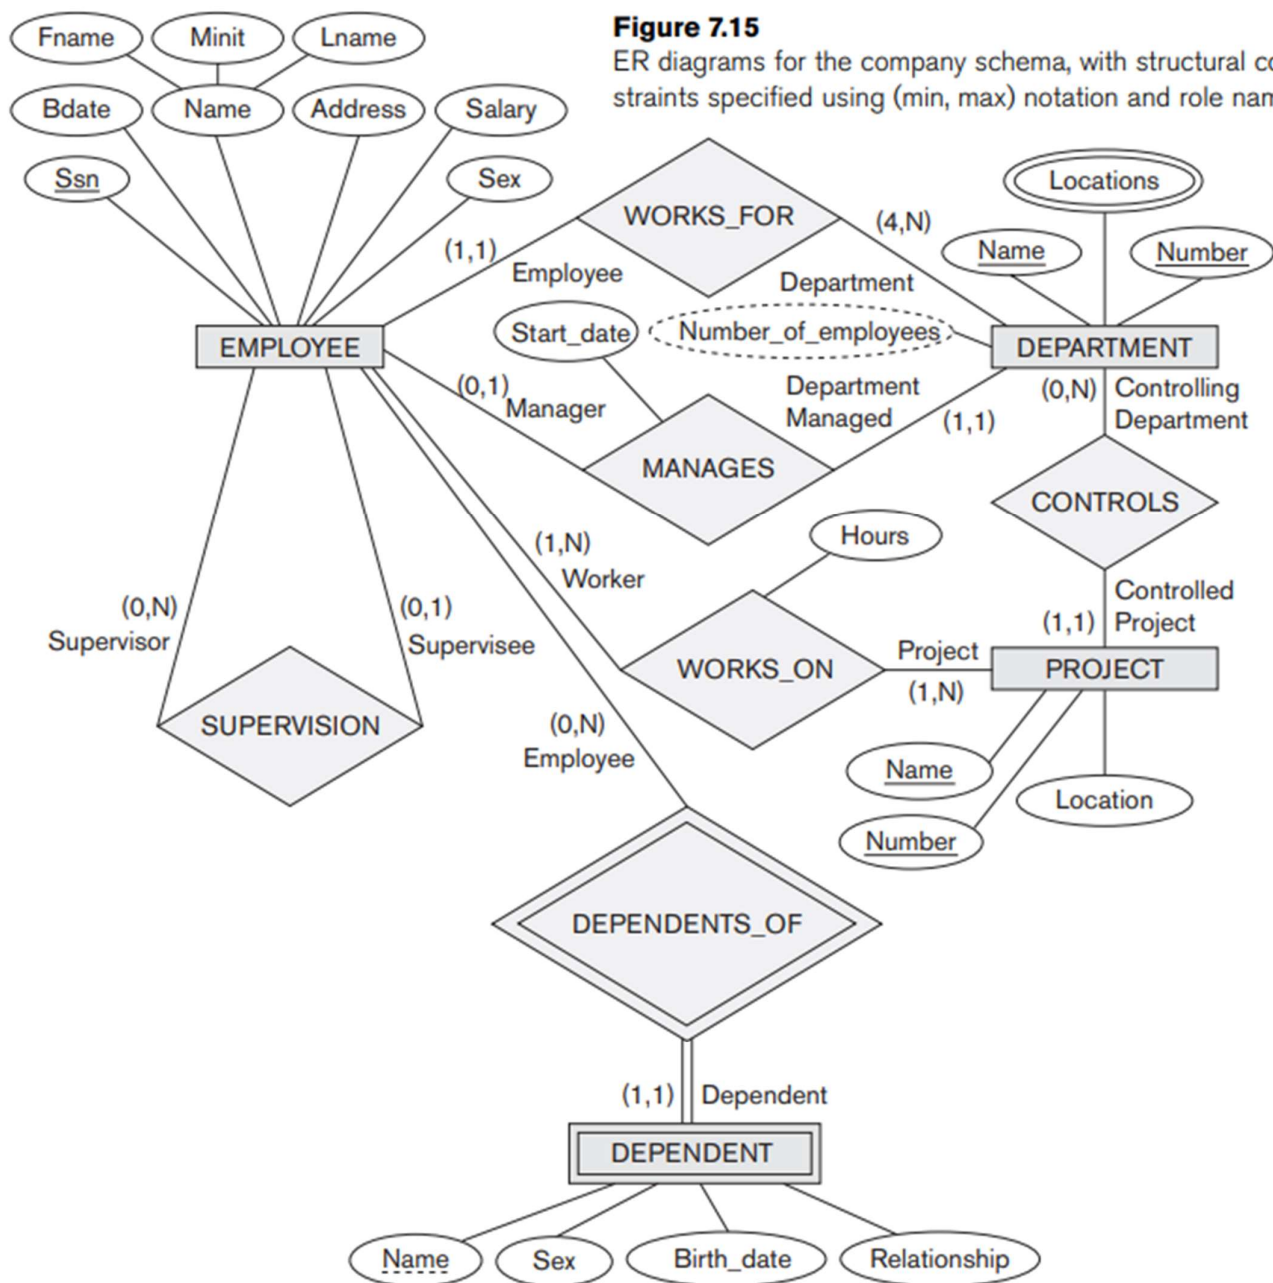 Figure 7.15
ER diagrams for the company schema, with structural co
straints specified using (min, max) notation and role nam
Fname
Minit
Lname
Bdate
Name
Address
Salary
Ssn
Sex
WORKS_FOR
Locations
(1,1)
Employee
(4,N)
Department
Name
Number
Start_date
Number_of_employees
EMPLOYEE
DEPARTMENT
(0,1)
Manager
Department
Managed
(1,1)
(0,N)
Controlling
Department
MANAGES
CONTROLS
Hours
(1,N)
Worker
(0,N)
Supervisor
(0,1)
Supervisee
Controlled
Project
(1,1)
WORKS_ON
Project
(1,N)
PROJECT
SUPERVISION
(0,N)
Employee
Name
Location
Number
DEPENDENTS_OF
(1,1)
Dependent
DEPENDENT
Name
Sex
Birth_date
Relationship